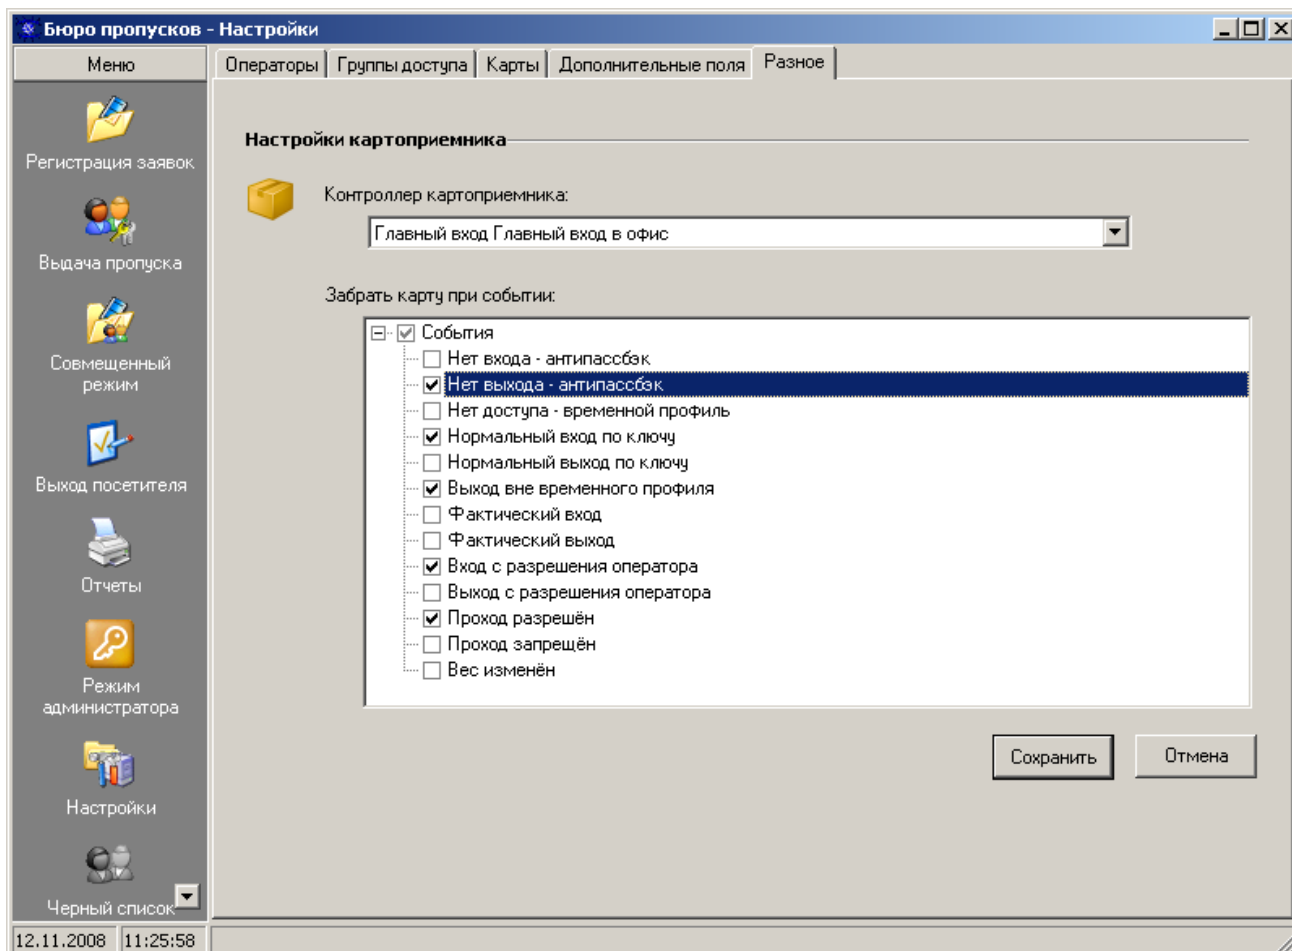 Бюро пропусков - Настройки
Меню
Операторы
Группы доступа
Карты
Дополнительные поля
Разное
Регистрация заявок
Выдача пропуска
Совмещенный
режим
Выход посетителя
Отчеты
Режим
администратора
Настройки
Черный список
Настройки картоприемника
Контроллер картоприемника:
Главный вход Главный вход в офис
Забрать карту при событии:
События
Нет входа - антипассбэк
Нет выхода - антипассбэк
Нет доступа - временной профиль
Нормальный вход по ключу
Нормальный выход по ключу
Выход вне временного профиля
Фактический вход
Фактический выход
Вход с разрешения оператора
Выход с разрешения оператора
Проход разрешён
Проход запрещён
Вес изменён
Сохранить
Отмена
12.11.2008
11:25:58